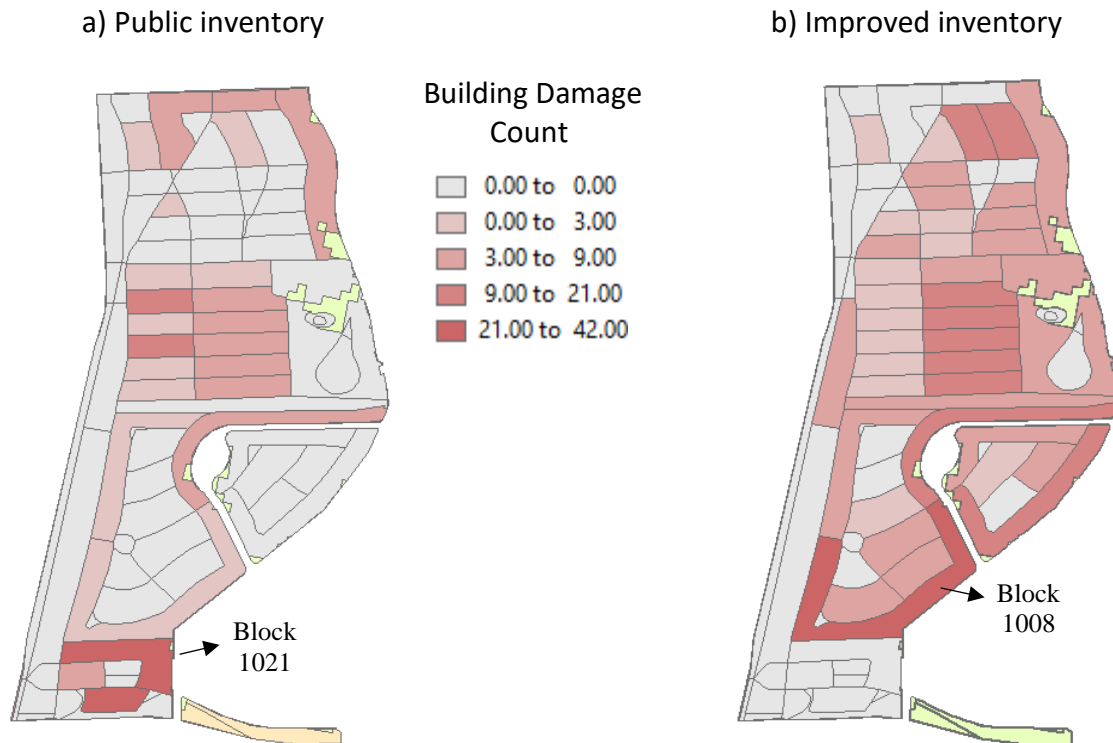 a) Public inventory
b) Improved inventory
Building Damage
Count
0.00 to 0.00
0.00 to 3.00
3.00 to 9.00
9.00 to 21.00
21.00 to 42.00
Block
1008
Block
1021